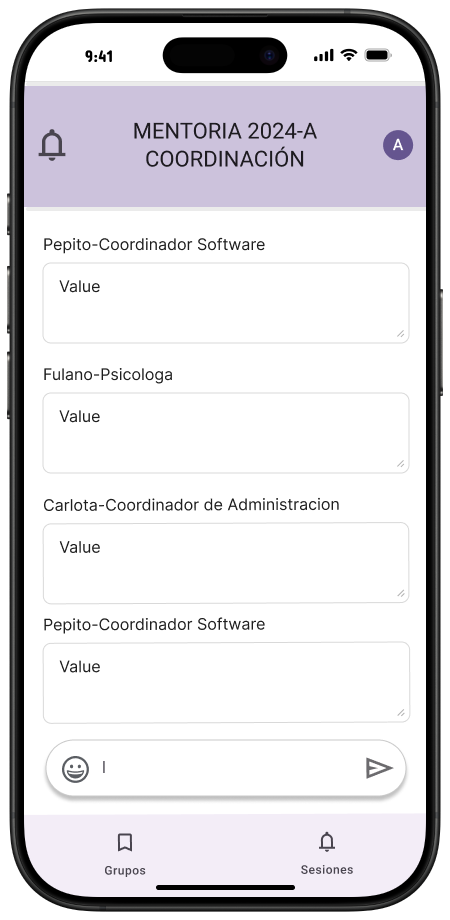 9:41
MENTORIA 2024-A
COORDINACIÓN
A
Pepito-Coordinador Software
Value
Fulano-Psicologa
Value
Carlota-Coordinador de Administracion
Value
Pepito-Coordinador Software
Value
Grupos
Sesiones